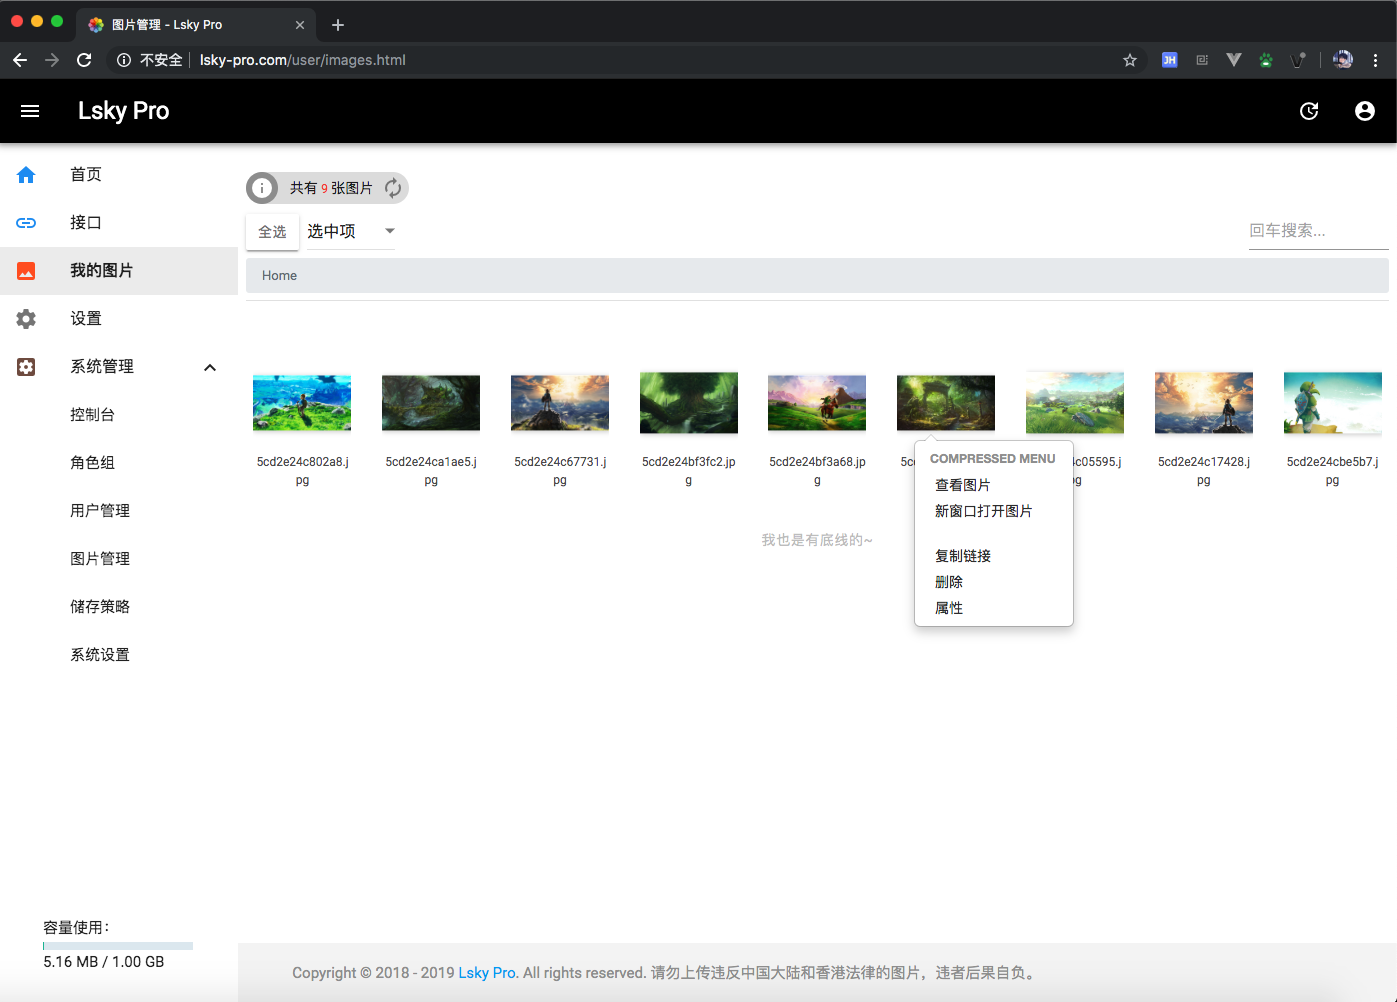 图片管理 - Lsky Pro
不安全 lsky-pro.com/user/images.html
JH
Lsky Pro
首页
接口
我的图片
设置
系统管理
控制台
角色组
用户管理
图片管理
储存策略
系统设置
容量使用：
5.16 MB / 1.00 GB
共有 9 张图片
全选 选中项
回车搜索...
Home
5cd2e24c802a8.jpg
5cd2e24ca1ae5.jpg
5cd2e24c67731.jpg
5cd2e24bf3fc2.jpg
5cd2e24bf3a68.jpg
5cd2e24c17428.jpg
5cd2e24cbe5b7.jpg
COMPRESSED MENU
查看图片
新窗口打开图片
复制链接
删除
属性
我也是有底线的~
Copyright © 2018 - 2019 Lsky Pro. All rights reserved. 请勿上传违反中国大陆和香港法律的图片，违者后果自负。